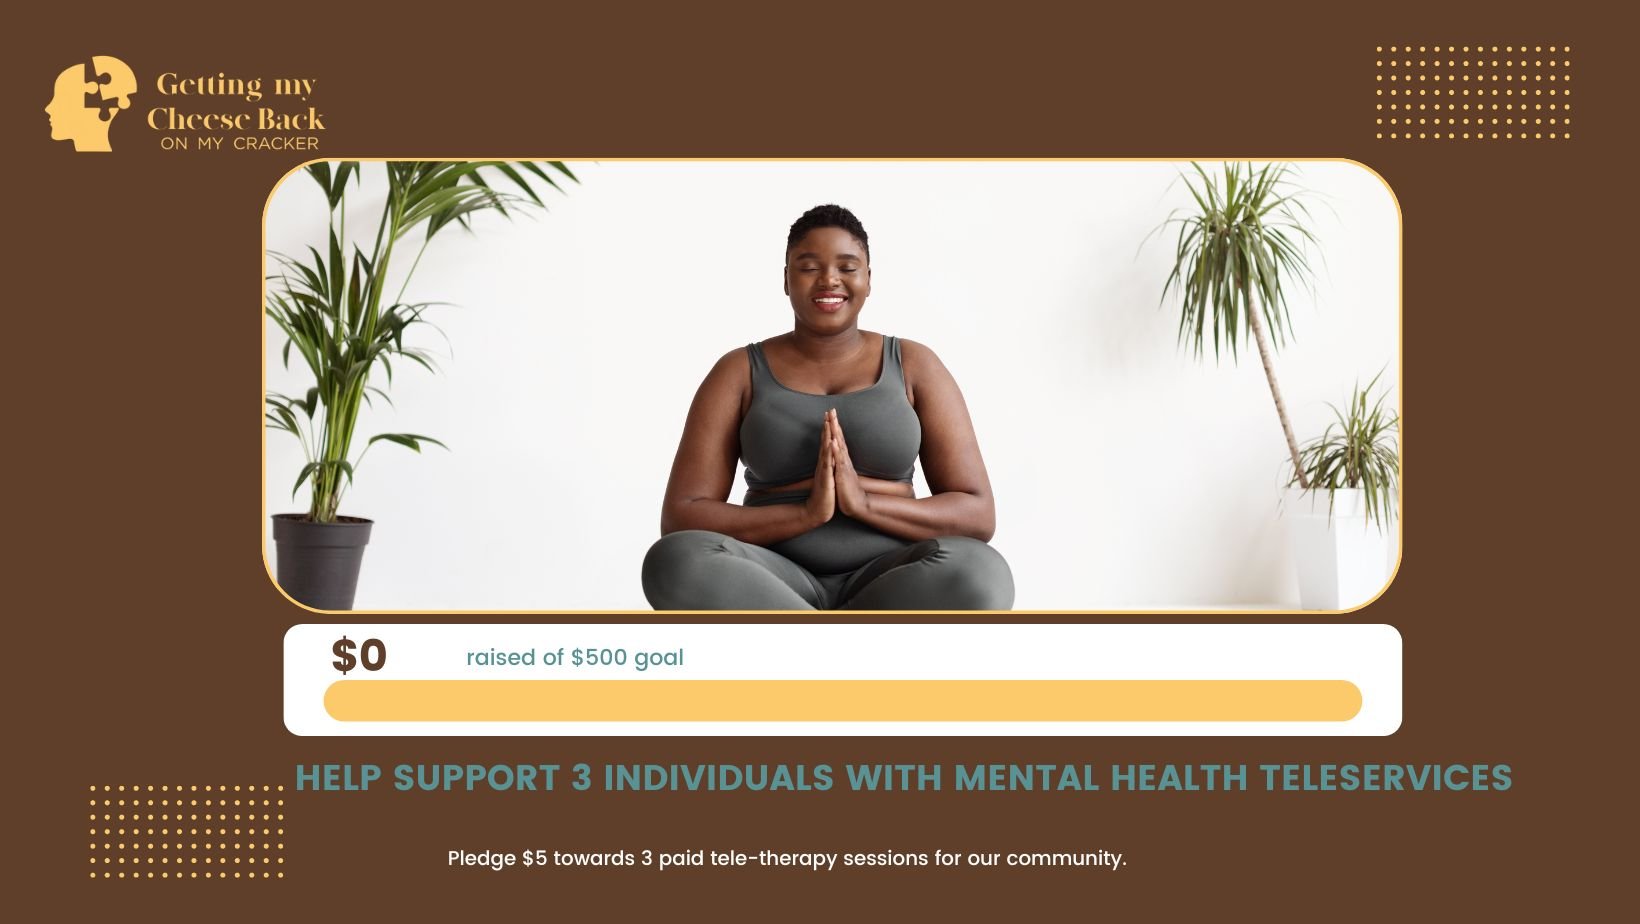 Getting my
Cheese Back
ON MY CRACKER
$0
raised of $500 goal
HELP SUPPORT 3 INDIVIDUALS WITH MENTAL HEALTH TELESERVICES
Pledge $5 towards 3 paid tele-therapy sessions for our community.